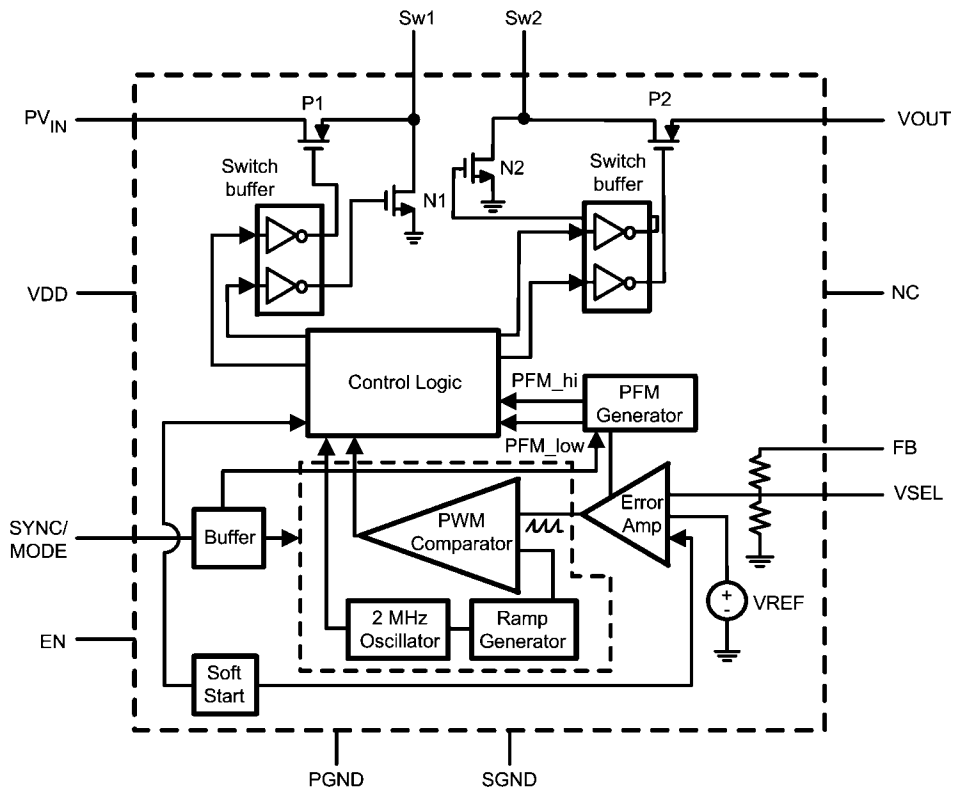 Sw1
Sw2
P1
P2
PVIN
VOUT
Switch
buffer
N1
N2
Switch
buffer
VDD
NC
Control Logic
PFM_hi
PFM
Generator
PFM_low
FB
VSEL
Error
Amp
PWM
Comparator
SYNC/
MODE
Buffer
+
-
VREF
2 MHz
Oscillator
Ramp
Generator
EN
Soft
Start
PGND
SGND